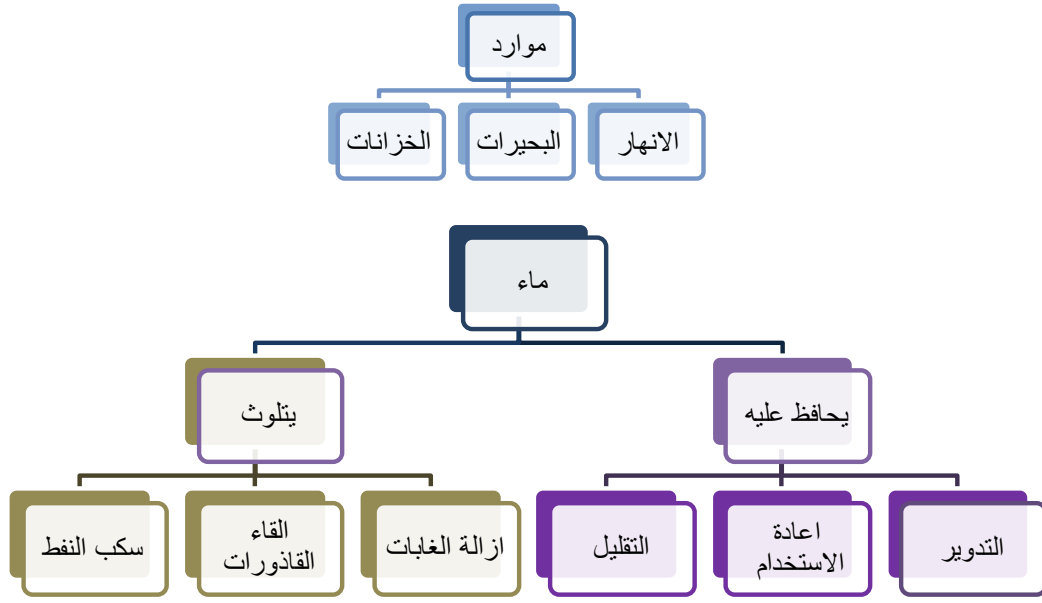 موارد
الانهار
البحيرات
الخزانات
ماء
يحافظ عليه
يتلوث
التدوير
اعادة
الاستخدام
التقليل
ازالة الغابات
القاء
القاذورات
سكب النفط